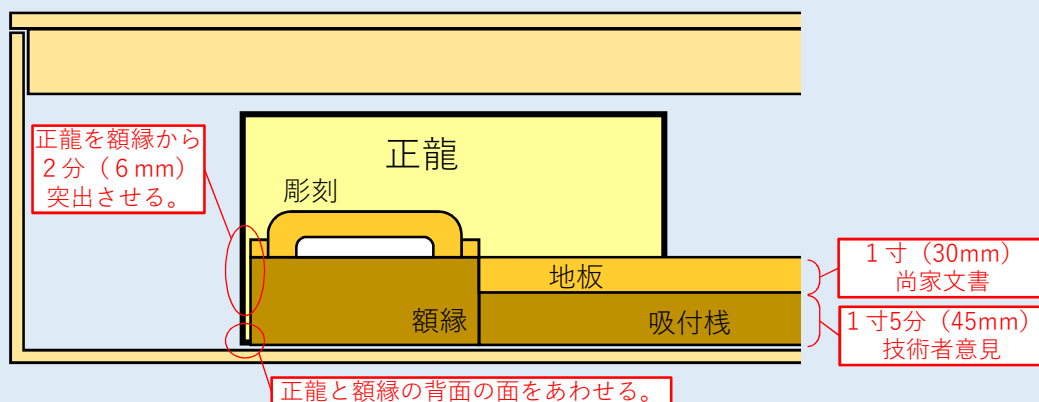 正龍を額縁から
２分（６mm）
突出させる。
正龍
彫刻
地板
額縁
吸付桟
１寸（30mm）
尚家文書
１寸5分（45mm）
技術者意見
正龍と額縁の背面の面をあわせる。